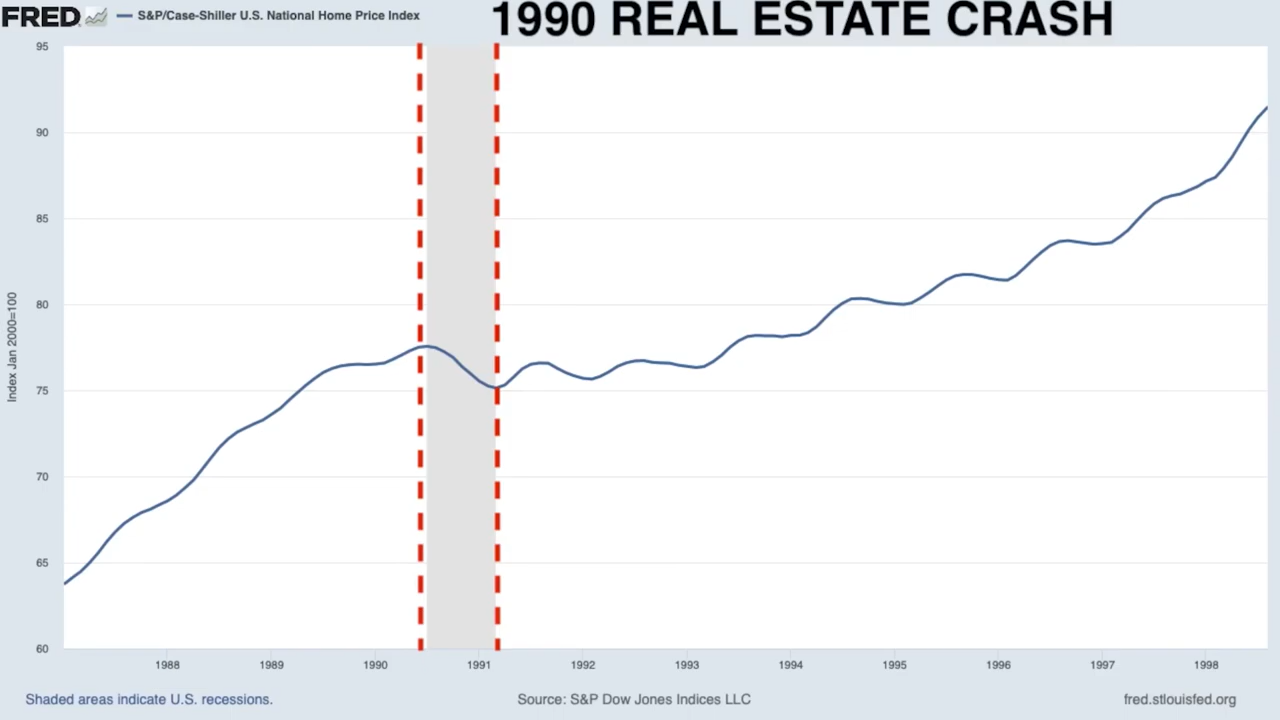 FRED
S&P/Case-Shiller U.S. National Home Price Index
1990 REAL ESTATE CRASH
Index Jan 2000=100
95
90
85
80
75
70
65
60
1988 1989 1990 1991 1992 1993 1994 1995 1996 1997 1998
Shaded areas indicate U.S. recessions. Source: S&P Dow Jones Indices LLC fred.stlouisfed.org